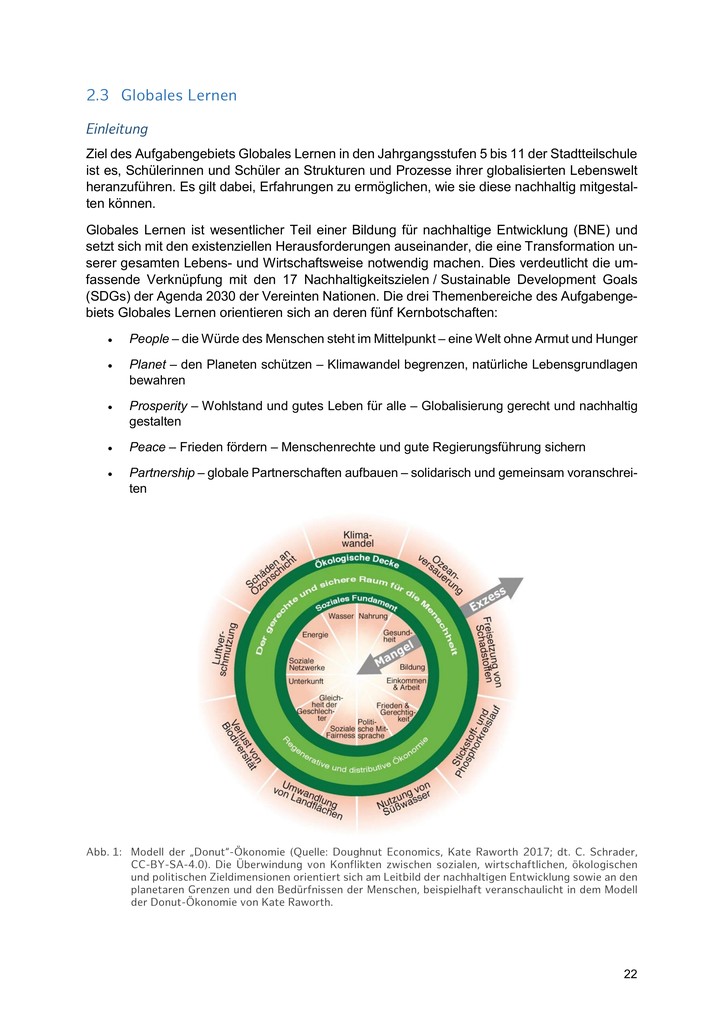 2.3 Globales Lernen
Einleitung
Ziel des Aufgabengebiets Globales Lernen in den Jahrgangsstufen 5 bis 11 der Stadtteilschule
ist es, Schülerinnen und Schüler an Strukturen und Prozesse ihrer globalisierten Lebenswelt
heranzuführen. Es gilt dabei, Erfahrungen zu ermöglichen, wie sie diese nachhaltig mitgestal-
ten können.
Globales Lernen ist wesentlicher Teil einer Bildung für nachhaltige Entwicklung (BNE) und
setzt sich mit den existenziellen Herausforderungen auseinander, die eine Transformation un-
serer gesamten Lebens- und Wirtschaftsweise notwendig machen. Dies verdeutlicht die um-
fassende Verknüpfung mit den 17 Nachhaltigkeitszielen / Sustainable Development Goals
(SDGs) der Agenda 2030 der Vereinten Nationen. Die drei Themenbereiche des Aufgabenge-
biets Globales Lernen orientieren sich an deren fünf Kernbotschaften:
• People – die Würde des Menschen steht im Mittelpunkt – eine Welt ohne Armut und Hunger
• Planet – den Planeten schützen – Klimawandel begrenzen, natürliche Lebensgrundlagen
bewahren
• Prosperity – Wohlstand und gutes Leben für alle – Globalisierung gerecht und nachhaltig
gestalten
• Peace – Frieden fördern – Menschenrechte und gute Regierungsführung sichern
• Partnership – globale Partnerschaften aufbauen – solidarisch und gemeinsam voranschrei-
ten
Klima-
wandel
Ozean-
versauerung
Freisetzung von
Schadstoffen
Stickstoff- und
Phosphorkreislauf
Nutzung von
Süßwasser
Umwandlung
von Landflächen
Verlust von
Biodiversität
Luftver-
schmutzung
Schäden an
Ozonschicht
Ökologische Decke
Der gerechte und sichere Raum für die Menschheit
Soziales Fundament
Wasser
Nahrung
Gesund-
heit
Bildung
Einkommen
& Arbeit
Frieden &
Gerechtig-
keit
Politi-
sche Mit-
sprache
Soziale
Fairness
Gleich-
heit der
Geschlech-
ter
Unterkunft
Soziale
Netzwerke
Energie
Mangel
Exzess
Regenerative und distributive Ökonomie
Abb. 1: Modell der „Donut“-Ökonomie (Quelle: Doughnut Economics, Kate Raworth 2017; dt. C. Schrader,
CC-BY-SA-4.0). Die Überwindung von Konflikten zwischen sozialen, wirtschaftlichen, ökologischen
und politischen Zieldimensionen orientiert sich am Leitbild der nachhaltigen Entwicklung sowie an den
planetaren Grenzen und den Bedürfnissen der Menschen, beispielhaft veranschaulicht in dem Modell
der Donut-Ökonomie von Kate Raworth.
22